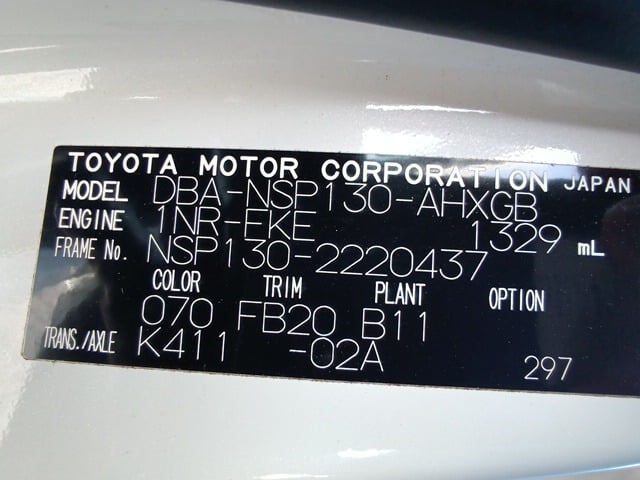 TOYOTA MOTOR CORPORATION JAPAN
MODEL DBA-NSP130-AHXGB
ENGINE 1NR-FKE 1329 mL
FRAME No. NSP130-2220437
COLOR TRIM PLANT OPTION
070 FB20 B11
TRANS./AXLE K411 -02A 297